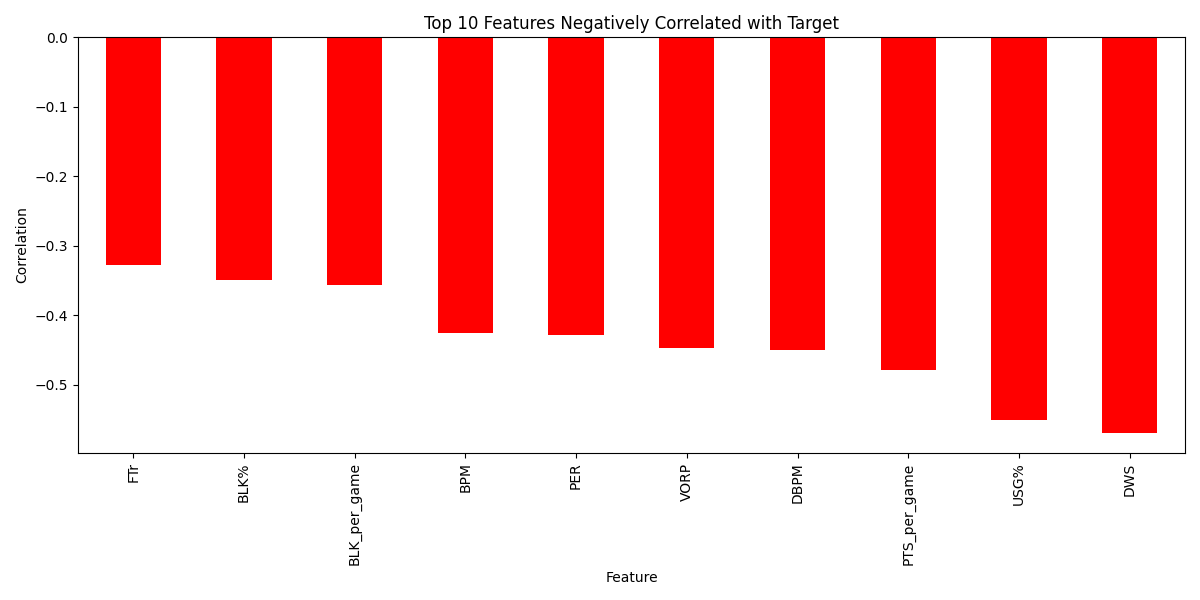 Top 10 Features Negatively Correlated with Target
Correlation
0.0
−0.1
−0.2
−0.3
−0.4
−0.5
FTr
BLK%
BLK_per_game
BPM
PER
VORP
DBPM
PTS_per_game
USG%
DWS
Feature